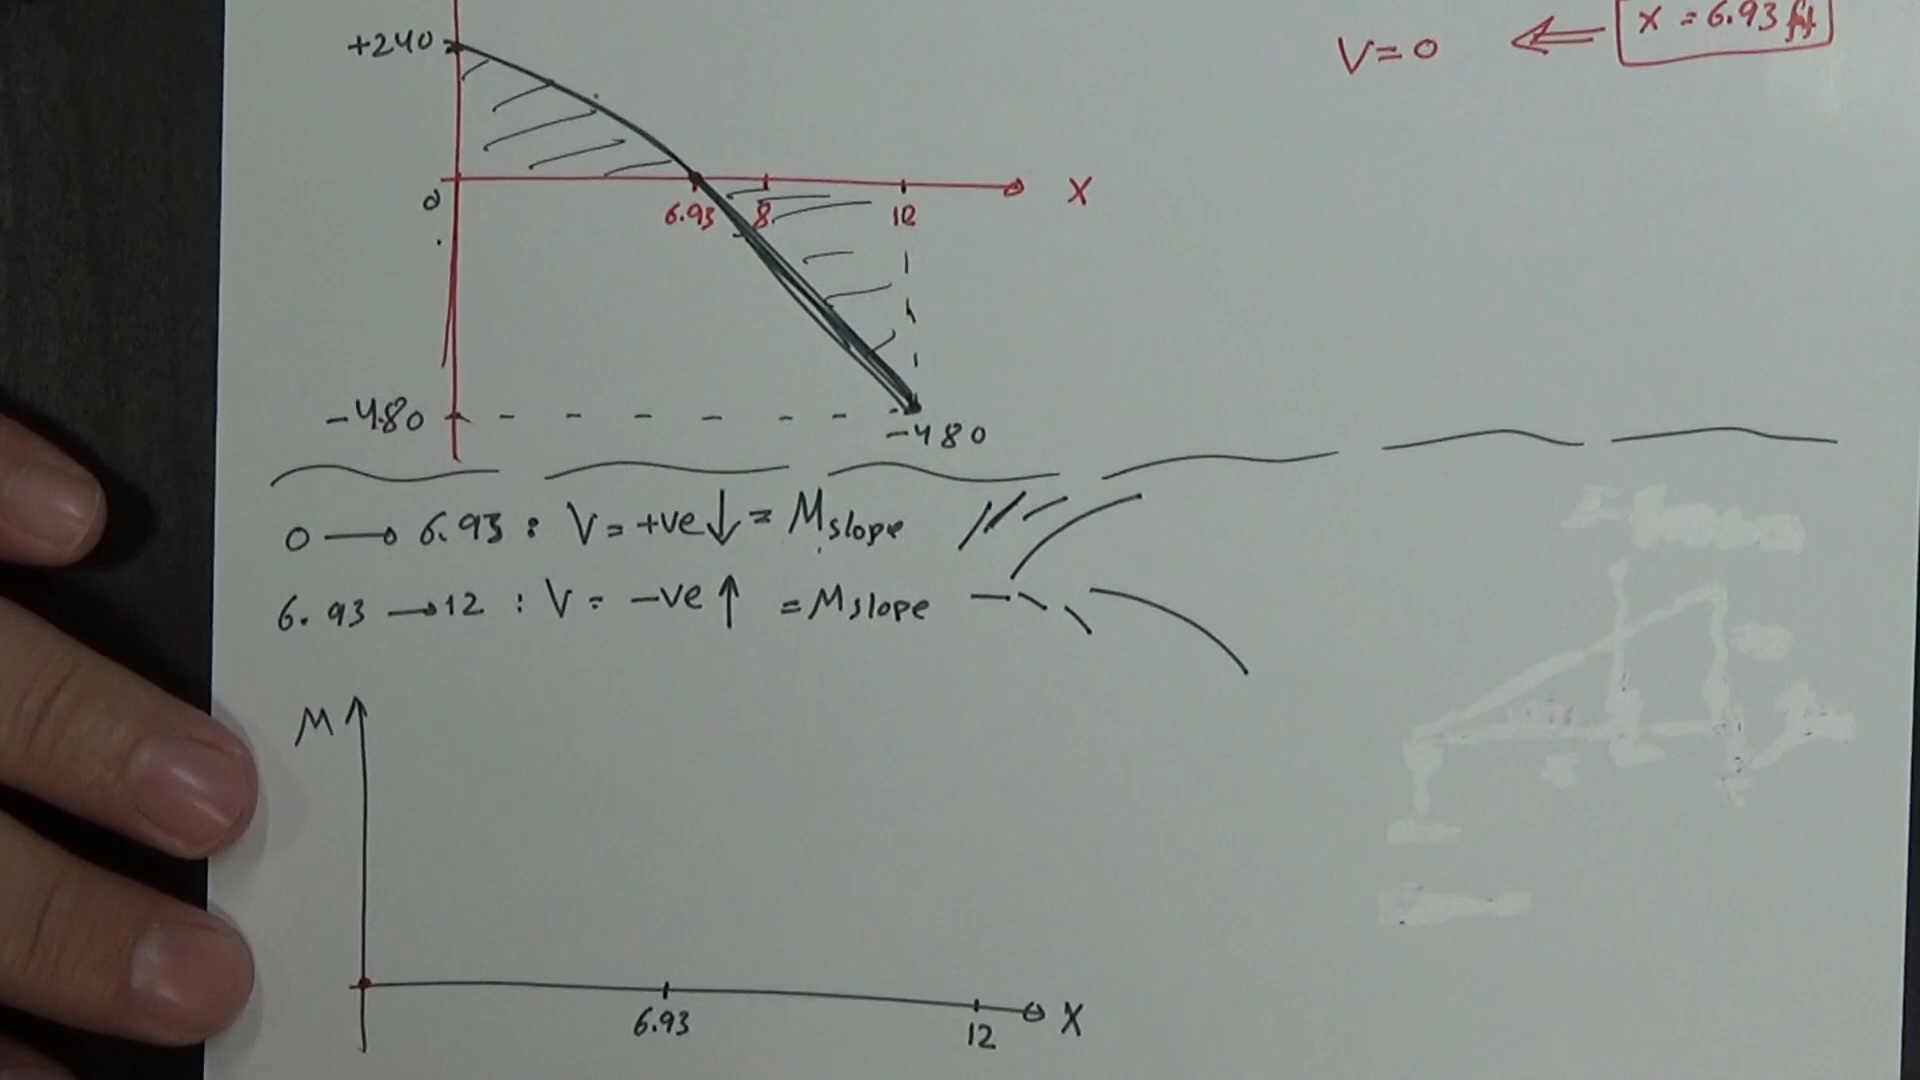 +240
V=0
x = 6.93 ft
0
6.93
8
12
X
-480
-480
0 → 6.93 : V = +ve ↓ = Mslope
6.93 → 12 : V = -ve ↑ = Mslope
M
6.93
12
X